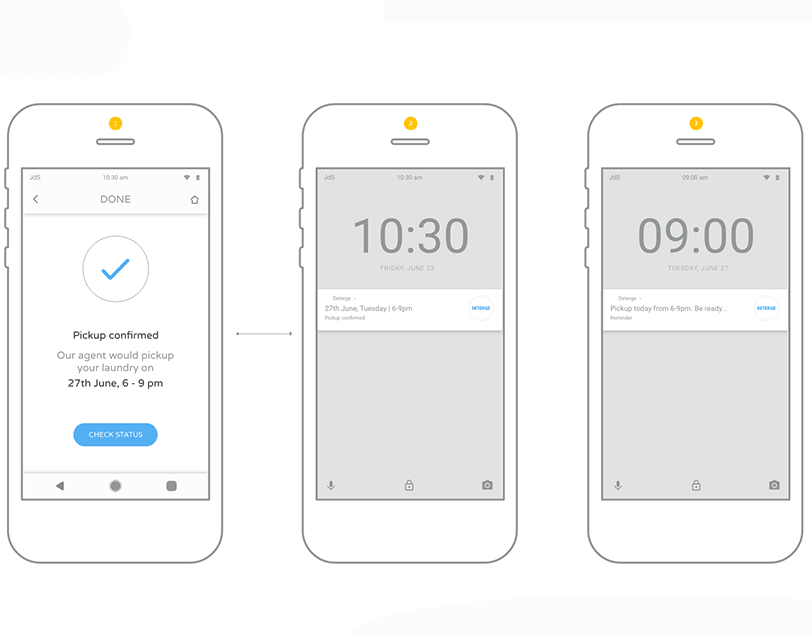 1
JdS 10:30 am
DONE
Pickup confirmed
Our agent would pickup
your laundry on
27th June, 6 - 9 pm
CHECK STATUS
2
JdS 10:30 am
10:30
FRIDAY, JUNE 23
Deterge
27th June, Tuesday | 6-9pm
Pickup confirmed
DETERGE
3
JdS 09:00 am
09:00
TUESDAY, JUNE 27
Deterge
Pickup today from 6-9pm. Be ready...
Reminder
DETERGE